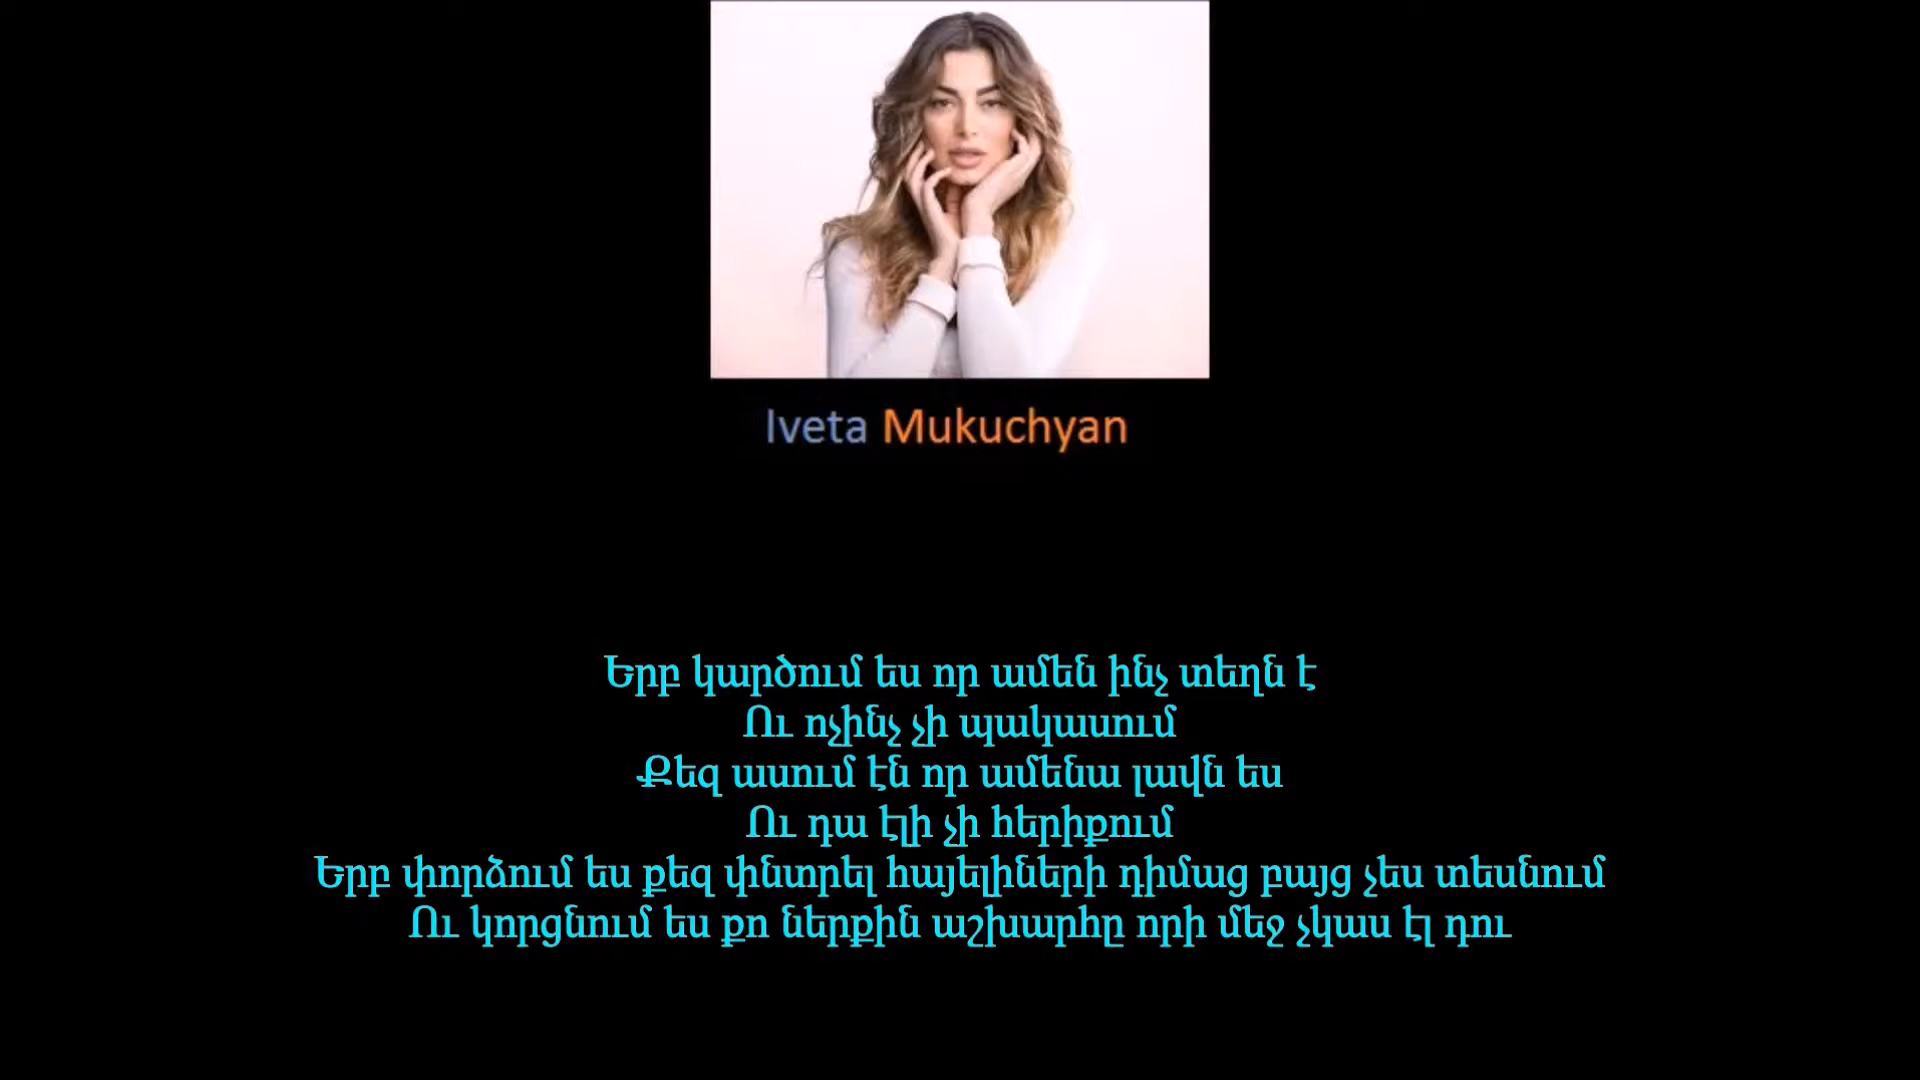 Iveta Mukuchyan
Երբ կարծում ես որ ամեն ինչ տեղն է
Ու ոչինչ չի պակասում
Քեզ ասում էն որ ամենա լավն ես
Ու դա էլի չի հերիքում
Երբ փորձում ես քեզ փնտրել հայելիների դիմաց բայց չես տեսնում
Ու կորցնում ես քո ներքին աշխարհը որի մեջ չկաս էլ դու